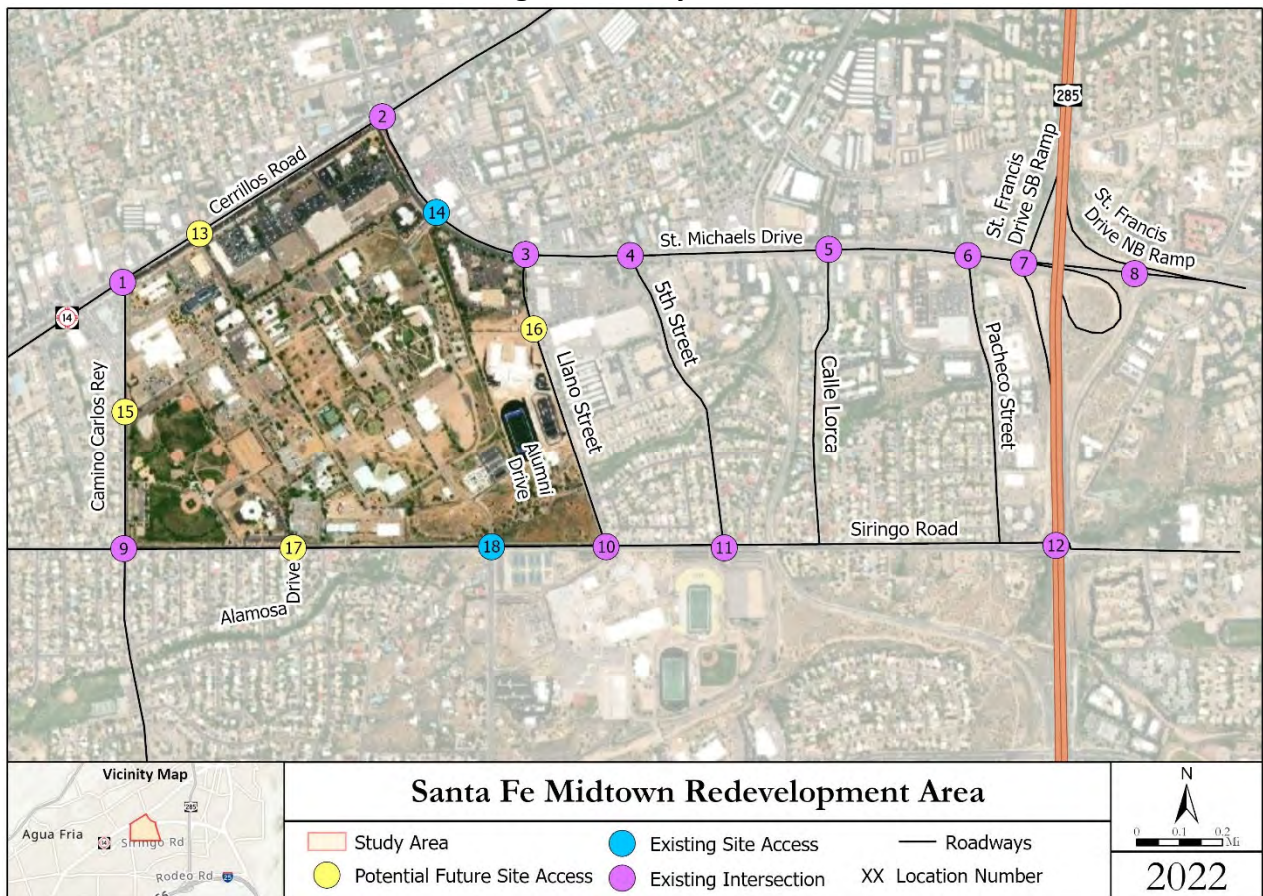 285
2
Cerrillos Road
14
13
St. Francis
Drive SB Ramp
St. Francis
Drive NB Ramp
St. Michaels Drive
1
3
4
5
6
7
8
14
16
5th Street
Llano Street
Calle Lorca
Pacheco Street
Camino Carlos Rey
15
Alumni
Drive
Siringo Road
9
17
18
10
11
12
Alamosa Drive
Vicinity Map
285
Agua Fria
14
Siringo Rd
Rodeo Rd
25
Santa Fe Midtown Redevelopment Area
Study Area
Existing Site Access
Roadways
Potential Future Site Access
Existing Intersection
XX Location Number
N
0 0.1 0.2
Mi
2022